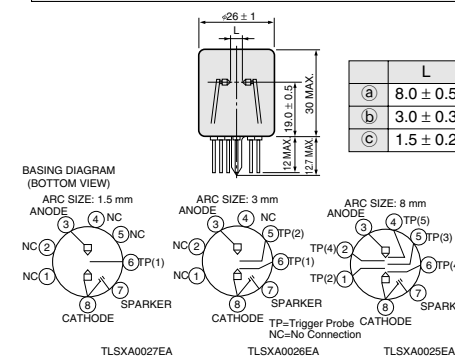 ⌀26 ± 1
L
19.0 ± 0.5
30 MAX.
12 MAX.
12.7 MAX.
L
ⓐ 8.0 ± 0.5
ⓑ 3.0 ± 0.3
ⓒ 1.5 ± 0.2
BASING DIAGRAM
(BOTTOM VIEW)
ARC SIZE: 1.5 mm
ANODE
3
4 NC
NC 2
5 NC
NC 1
6 TP(1)
7
SPARKER
8
CATHODE
TLSXA0027EA
ARC SIZE: 3 mm
ANODE
3
4 NC
NC 2
5 TP(2)
NC 1
6 TP(1)
7
SPARKER
8
CATHODE
TP=Trigger Probe
NC=No Connection
TLSXA0026EA
ARC SIZE: 8 mm
ANODE
3
4 TP(5)
TP(4) 2
5 TP(3)
TP(2) 1
6
7
SPARK
8
CATHODE
TLSXA0025EA